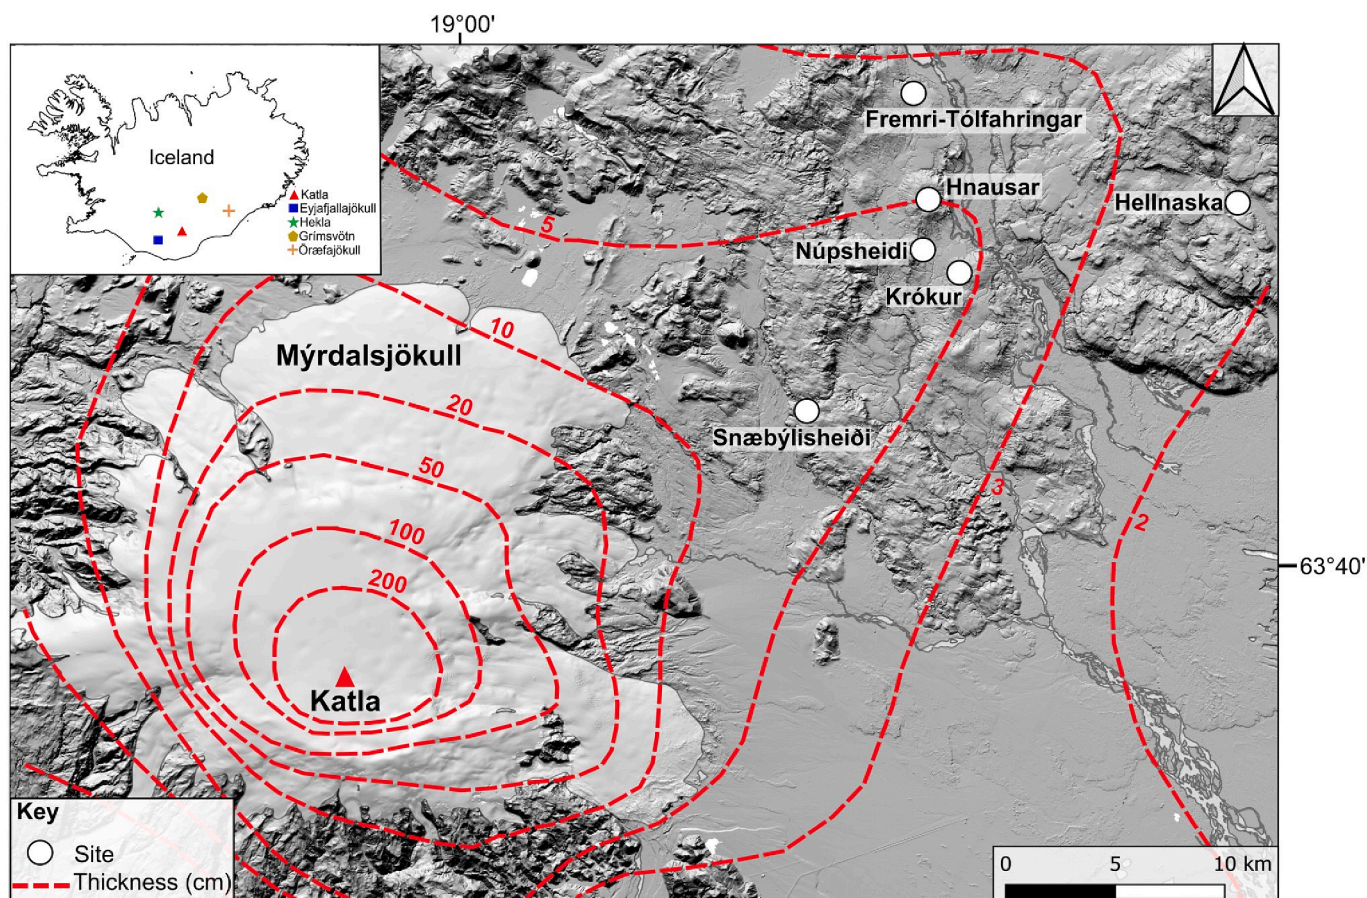 19°00'
Iceland
Katla
Eyjafjallajökull
Hekla
Grímsvötn
Öræfajökull
Fremri-Tólfahringar
Hnausar
Hellnaska
5
Núpsheidi
Krókur
10
Mýrdalsjökull
20
Snæbýlisheiði
50
3
100
2
63°40'
200
Katla
Key
Site
Thickness (cm)
0 5 10 km